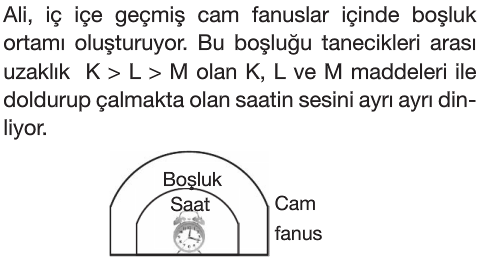 Ali, iç içe geçmiş cam fanuslar içinde boşluk
ortamı oluşturuyor. Bu boşluğu tanecikleri arası
uzaklık K > L > M olan K, L ve M maddeleri ile
doldurup çalmakta olan saatin sesini ayrı ayrı din-
liyor.
Boşluk
Saat
Cam
fanus